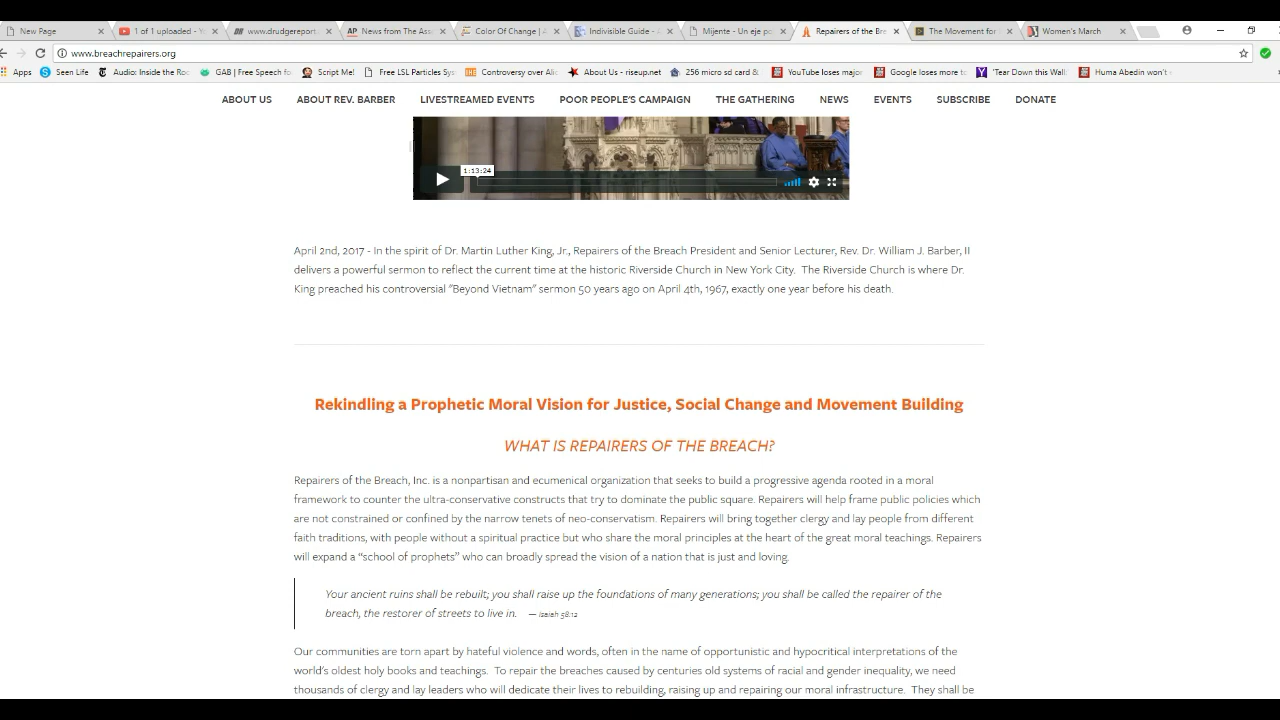 New Page
1 of 1 uploaded - Y
www.drudgereport.
AP News from The Ass
Color Of Change | A
Indivisible Guide - A
Mijente - Un eje po
Repairers of the Bre
The Movement for
Women's March
www.breachrepairers.org
Apps
Seen Life
Audio: Inside the Roc
GAB | Free Speech fo
Script Me!
Free LSL Particles Sys
Controversy over Alic
About Us - riseup.net
256 micro sd card &
YouTube loses major
Google loses more t
'Tear Down this Wall'
Huma Abedin won't
ABOUT US
ABOUT REV. BARBER
LIVESTREAMED EVENTS
POOR PEOPLE'S CAMPAIGN
THE GATHERING
NEWS
EVENTS
SUBSCRIBE
DONATE
1:13:24
April 2nd, 2017 - In the spirit of Dr. Martin Luther King, Jr., Repairers of the Breach President and Senior Lecturer, Rev. Dr. William J. Barber, II
delivers a powerful sermon to reflect the current time at the historic Riverside Church in New York City. The Riverside Church is where Dr.
King preached his controversial "Beyond Vietnam" sermon 50 years ago on April 4th, 1967, exactly one year before his death.
Rekindling a Prophetic Moral Vision for Justice, Social Change and Movement Building
WHAT IS REPAIRERS OF THE BREACH?
Repairers of the Breach, Inc. is a nonpartisan and ecumenical organization that seeks to build a progressive agenda rooted in a moral
framework to counter the ultra-conservative constructs that try to dominate the public square. Repairers will help frame public policies which
are not constrained or confined by the narrow tenets of neo-conservatism. Repairers will bring together clergy and lay people from different
faith traditions, with people without a spiritual practice but who share the moral principles at the heart of the great moral teachings. Repairers
will expand a "school of prophets" who can broadly spread the vision of a nation that is just and loving.
Your ancient ruins shall be rebuilt; you shall raise up the foundations of many generations; you shall be called the repairer of the
breach, the restorer of streets to live in. — Isaiah 58:12
Our communities are torn apart by hateful violence and words, often in the name of opportunistic and hypocritical interpretations of the
world's oldest holy books and teachings. To repair the breaches caused by centuries old systems of racial and gender inequality, we need
thousands of clergy and lay leaders who will dedicate their lives to rebuilding, raising up and repairing our moral infrastructure. They shall be